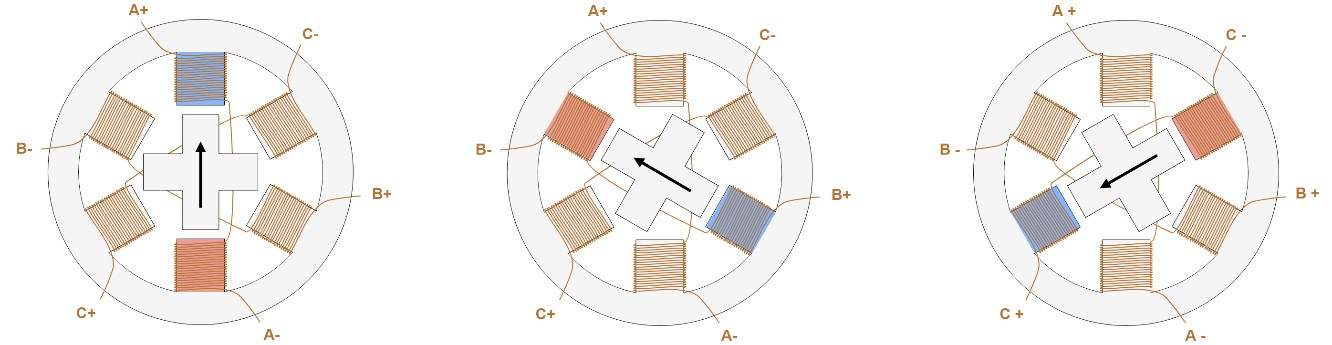 A+
C-
B-
B+
C+
A-
A+
C-
B-
B+
C+
A-
A +
C -
B -
B +
C +
A -